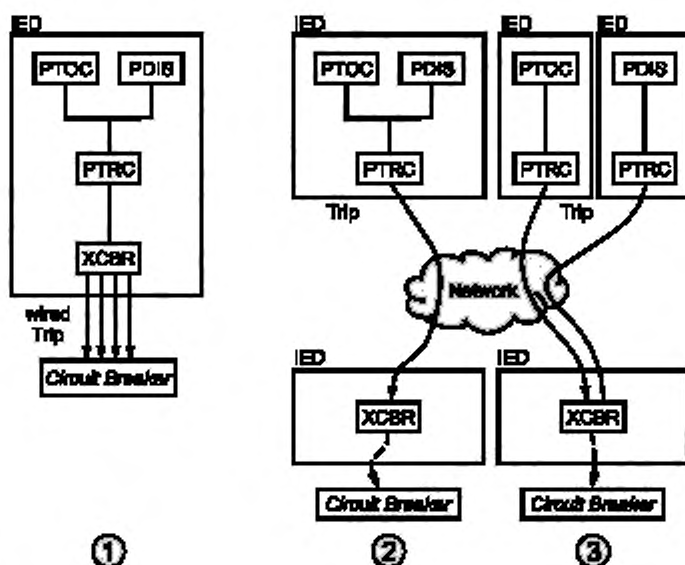 IED
PTOC
PDIS
PTRC
XCBR
wired
Trip
Circuit Breaker
1
IED
PTOC
PDIS
PTRC
Trip
IED
PTOC
PTRC
IED
PDIS
PTRC
Trip
Network
IED
XCBR
Circuit Breaker
2
IED
XCBR
Circuit Breaker
3